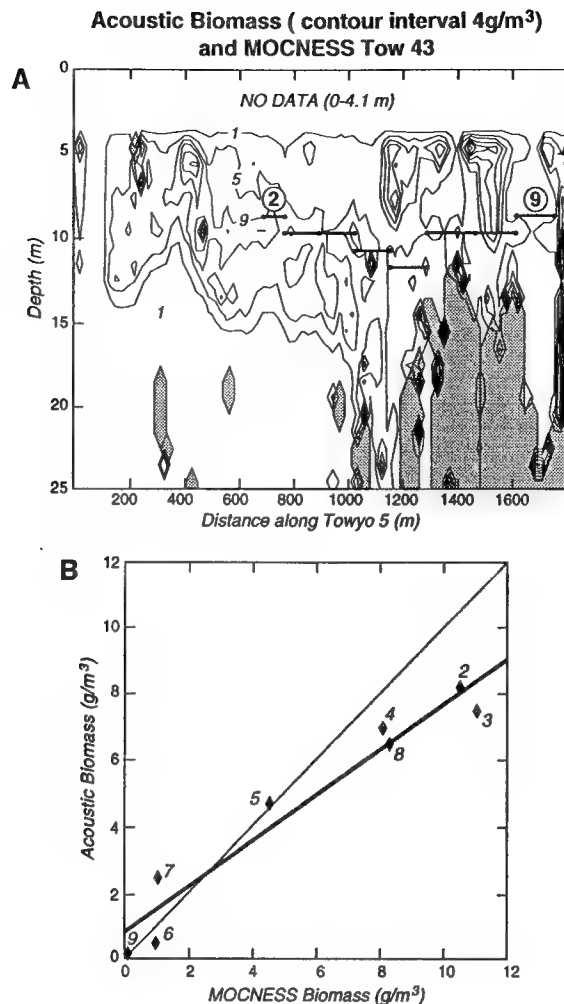 Acoustic Biomass ( contour interval 4g/m³)
and MOCNESS Tow 43
A
0
5
10
15
20
25
Depth (m)
NO DATA (0-4.1 m)
1
5
9
2
9
1
200 400 600 800 1000 1200 1400 1600
Distance along Towyo 5 (m)
B
12
10
8
6
4
2
0
Acoustic Biomass (g/m³)
2
3
4
8
5
7
9
6
0 2 4 6 8 10 12
MOCNESS Biomass (g/m³)